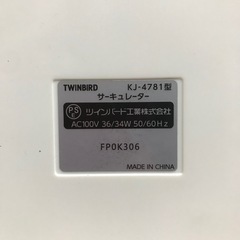 TWINBIRD KJ-4781型
サーキュレーター
PSE ツインバード工業株式会社
AC100V 36/34W 50/60Hz
FP0K306
MADE IN CHINA